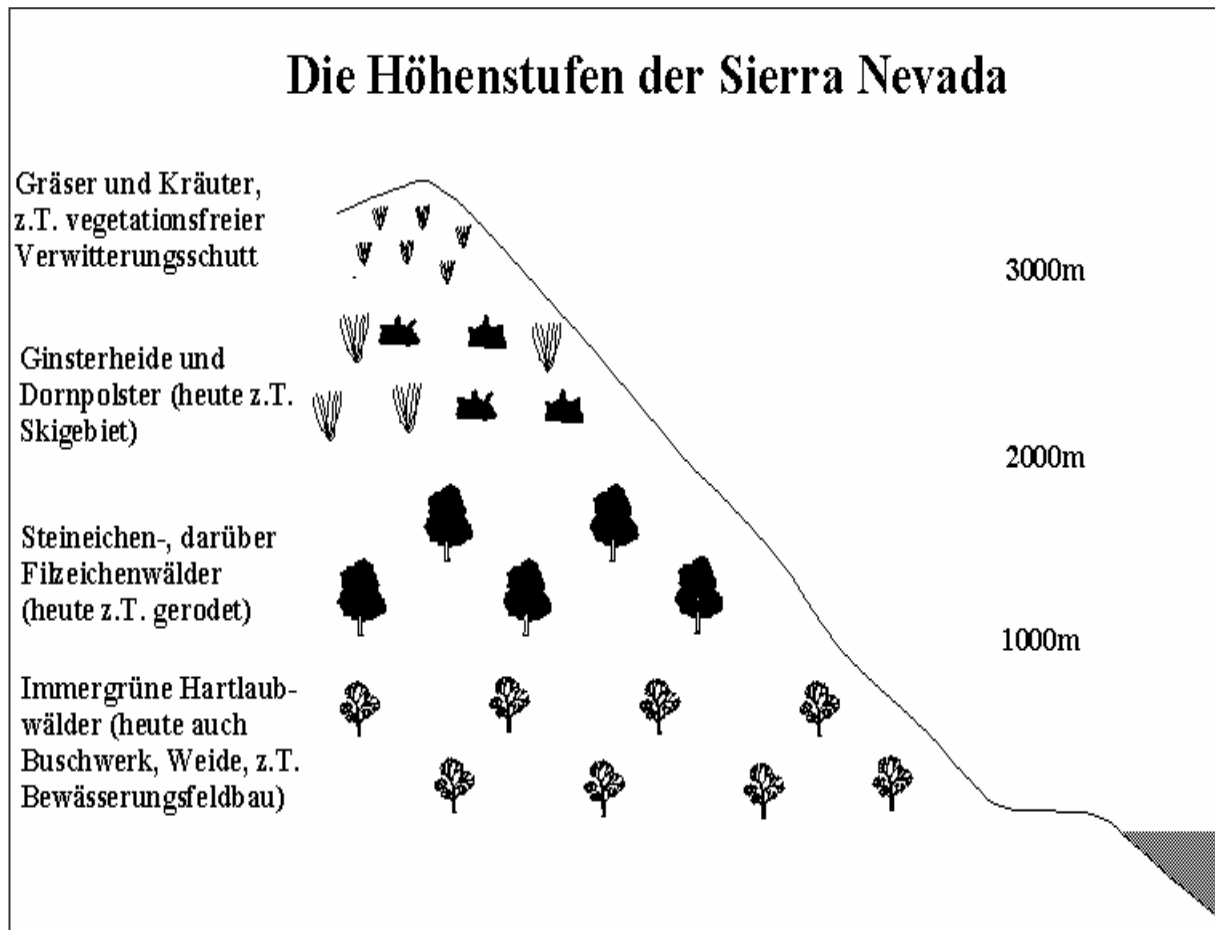 Die Höhenstufen der Sierra Nevada
Gräser und Kräuter,
z.T. vegetationsfreier
Verwitterungsschutt
3000m
Ginsterheide und
Dornpolster (heute z.T.
Skigebiet)
2000m
Steineichen-, darüber
Filzeichenwälder
(heute z.T. gerodet)
1000m
Immergrüne Hartlaub-
wälder (heute auch
Buschwerk, Weide, z.T.
Bewässerungsfeldbau)